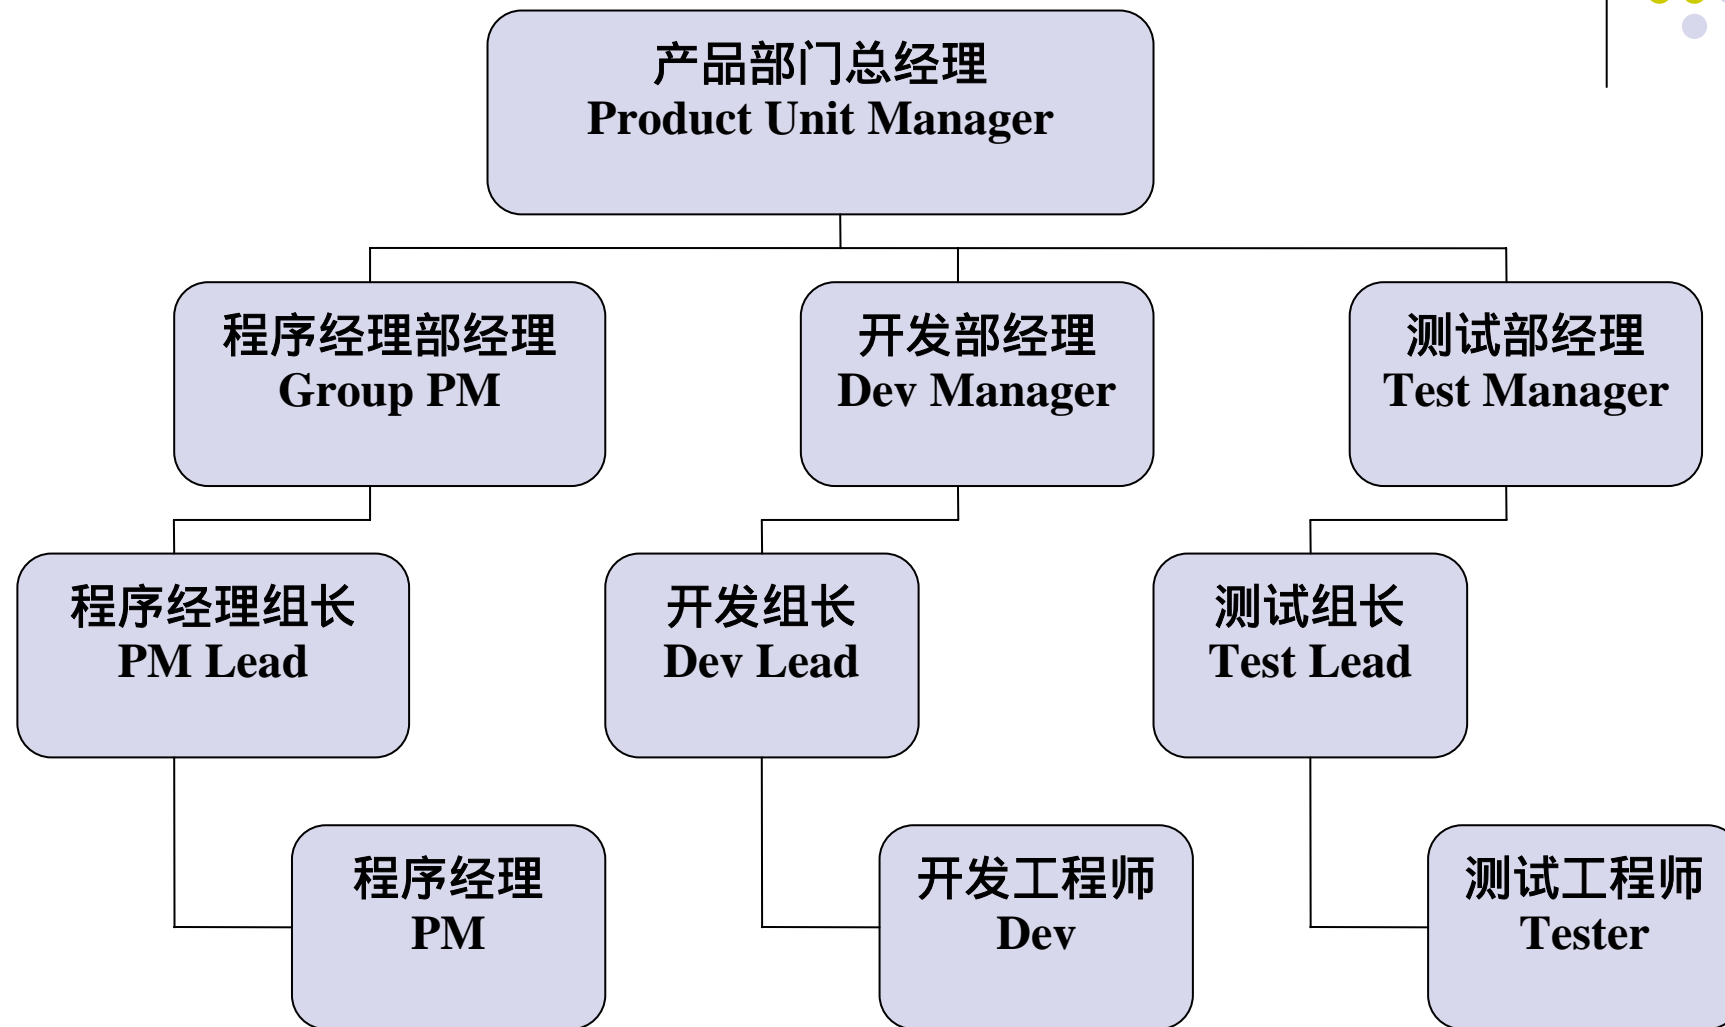 产品部门总经理
Product Unit Manager
程序经理部经理
Group PM
开发部经理
Dev Manager
测试部经理
Test Manager
程序经理组长
PM Lead
开发组长
Dev Lead
测试组长
Test Lead
程序经理
PM
开发工程师
Dev
测试工程师
Tester